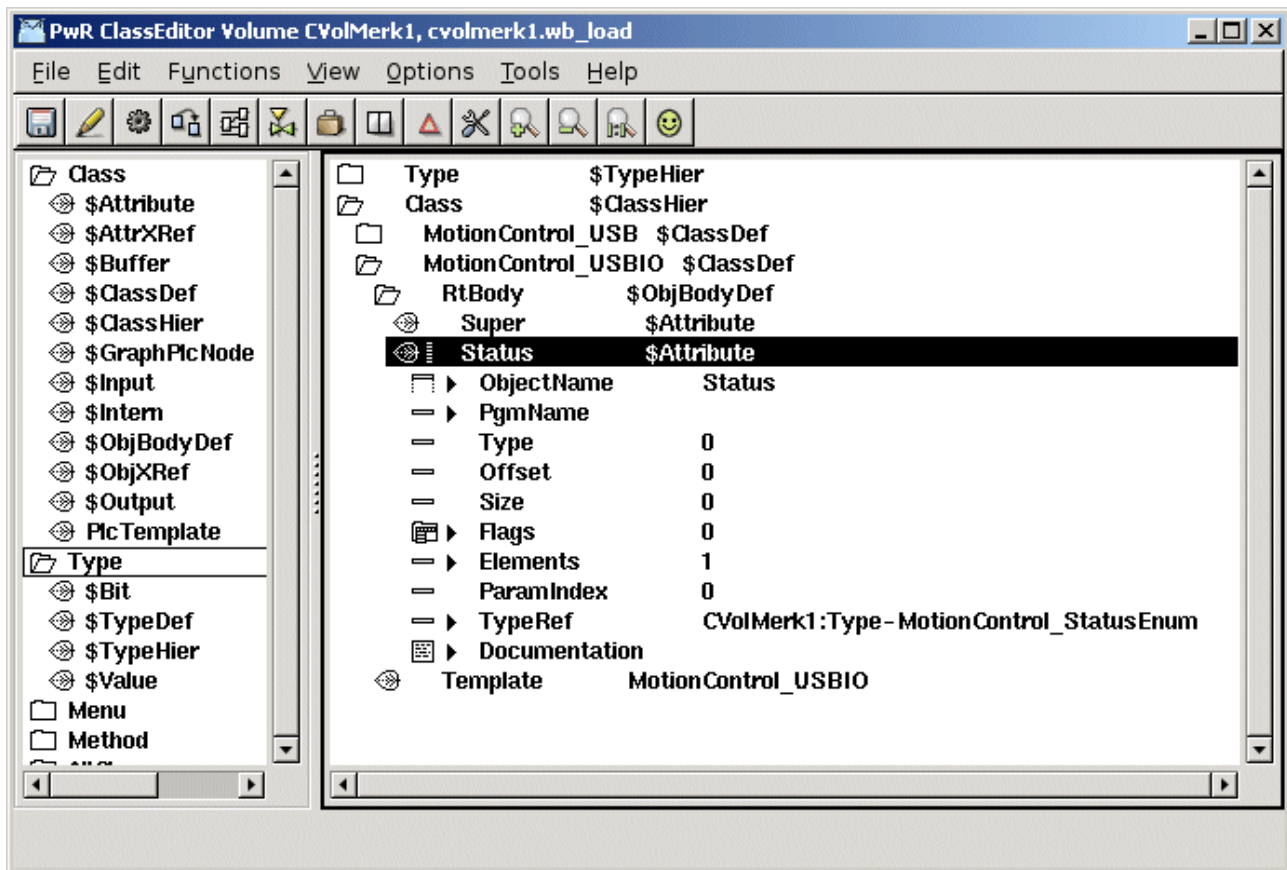 PwR ClassEditor Volume CVolMerk1, cvolmerk1.wb_load
File Edit Functions View Options Tools Help
Class
$Attribute
$AttrXRef
$Buffer
$ClassDef
$ClassHier
$GraphPlcNode
$Input
$Intern
$ObjBodyDef
$ObjXRef
$Output
PlcTemplate
Type
$Bit
$TypeDef
$TypeHier
$Value
Menu
Method
Type $TypeHier
Class $ClassHier
MotionControl_USB $ClassDef
MotionControl_USBIO $ClassDef
RtBody $ObjBodyDef
Super $Attribute
Status $Attribute
ObjectName Status
PgmName
Type 0
Offset 0
Size 0
Flags 0
Elements 1
ParamIndex 0
TypeRef CVolMerk1:Type-MotionControl_StatusEnum
Documentation
Template MotionControl_USBIO